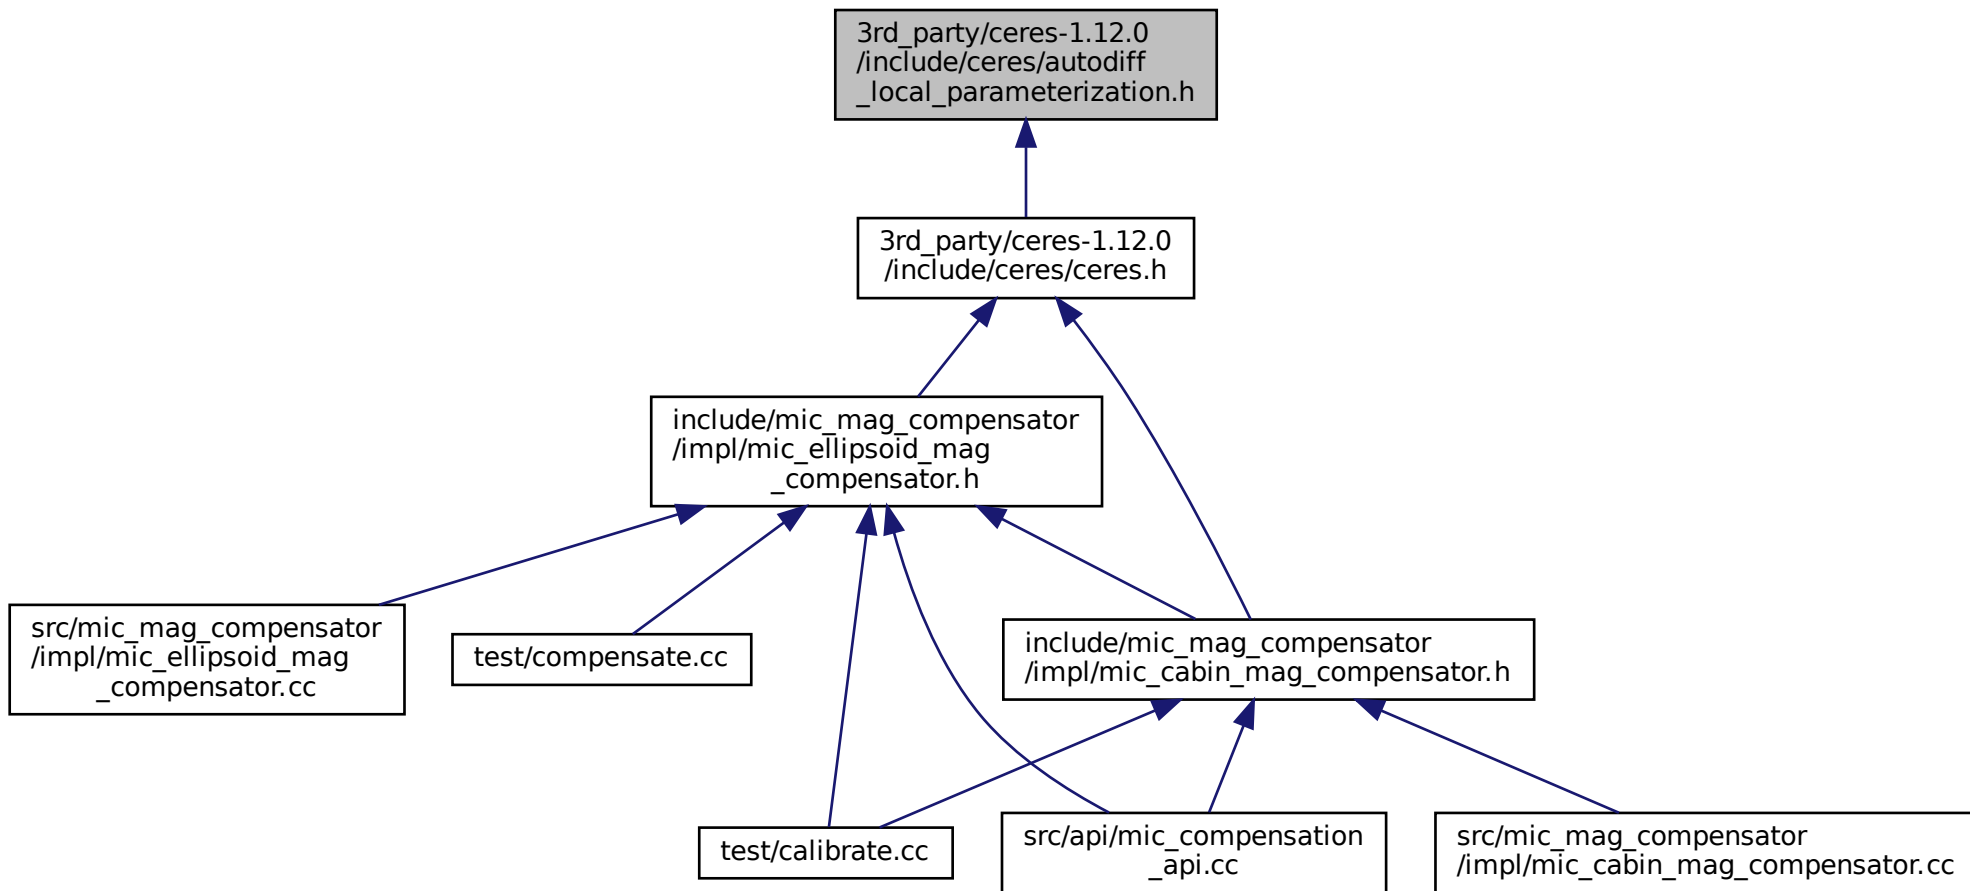 3rd_party/ceres-1.12.0
/include/ceres/autodiff
_local_parameterization.h
3rd_party/ceres-1.12.0
/include/ceres/ceres.h
include/mic_mag_compensator
/impl/mic_ellipsoid_mag
_compensator.h
src/mic_mag_compensator
/impl/mic_ellipsoid_mag
_compensator.cc
test/compensate.cc
include/mic_mag_compensator
/impl/mic_cabin_mag_compensator.h
test/calibrate.cc
src/api/mic_compensation
_api.cc
src/mic_mag_compensator
/impl/mic_cabin_mag_compensator.cc